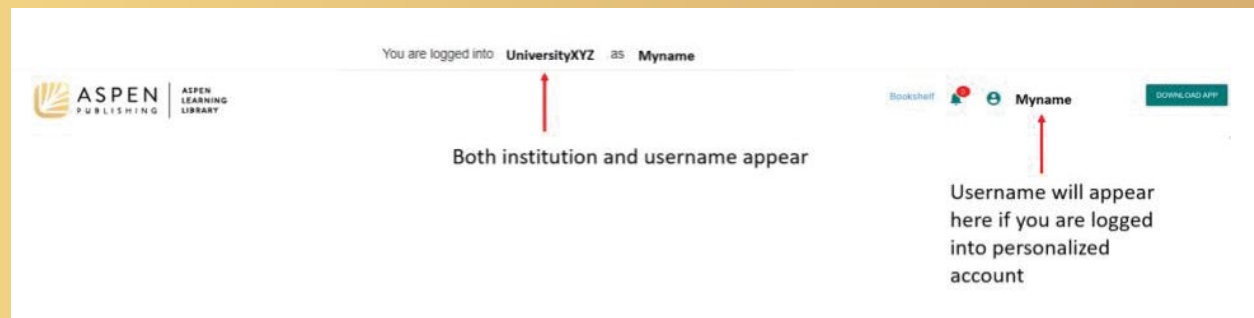 You are logged into UniversityXYZ as Myname
ASPEN
PUBLISHING
ASPEN
LEARNING
LIBRARY
Bookshelf
Myname
DOWNLOAD APP
Both institution and username appear
Username will appear
here if you are logged
into personalized
account